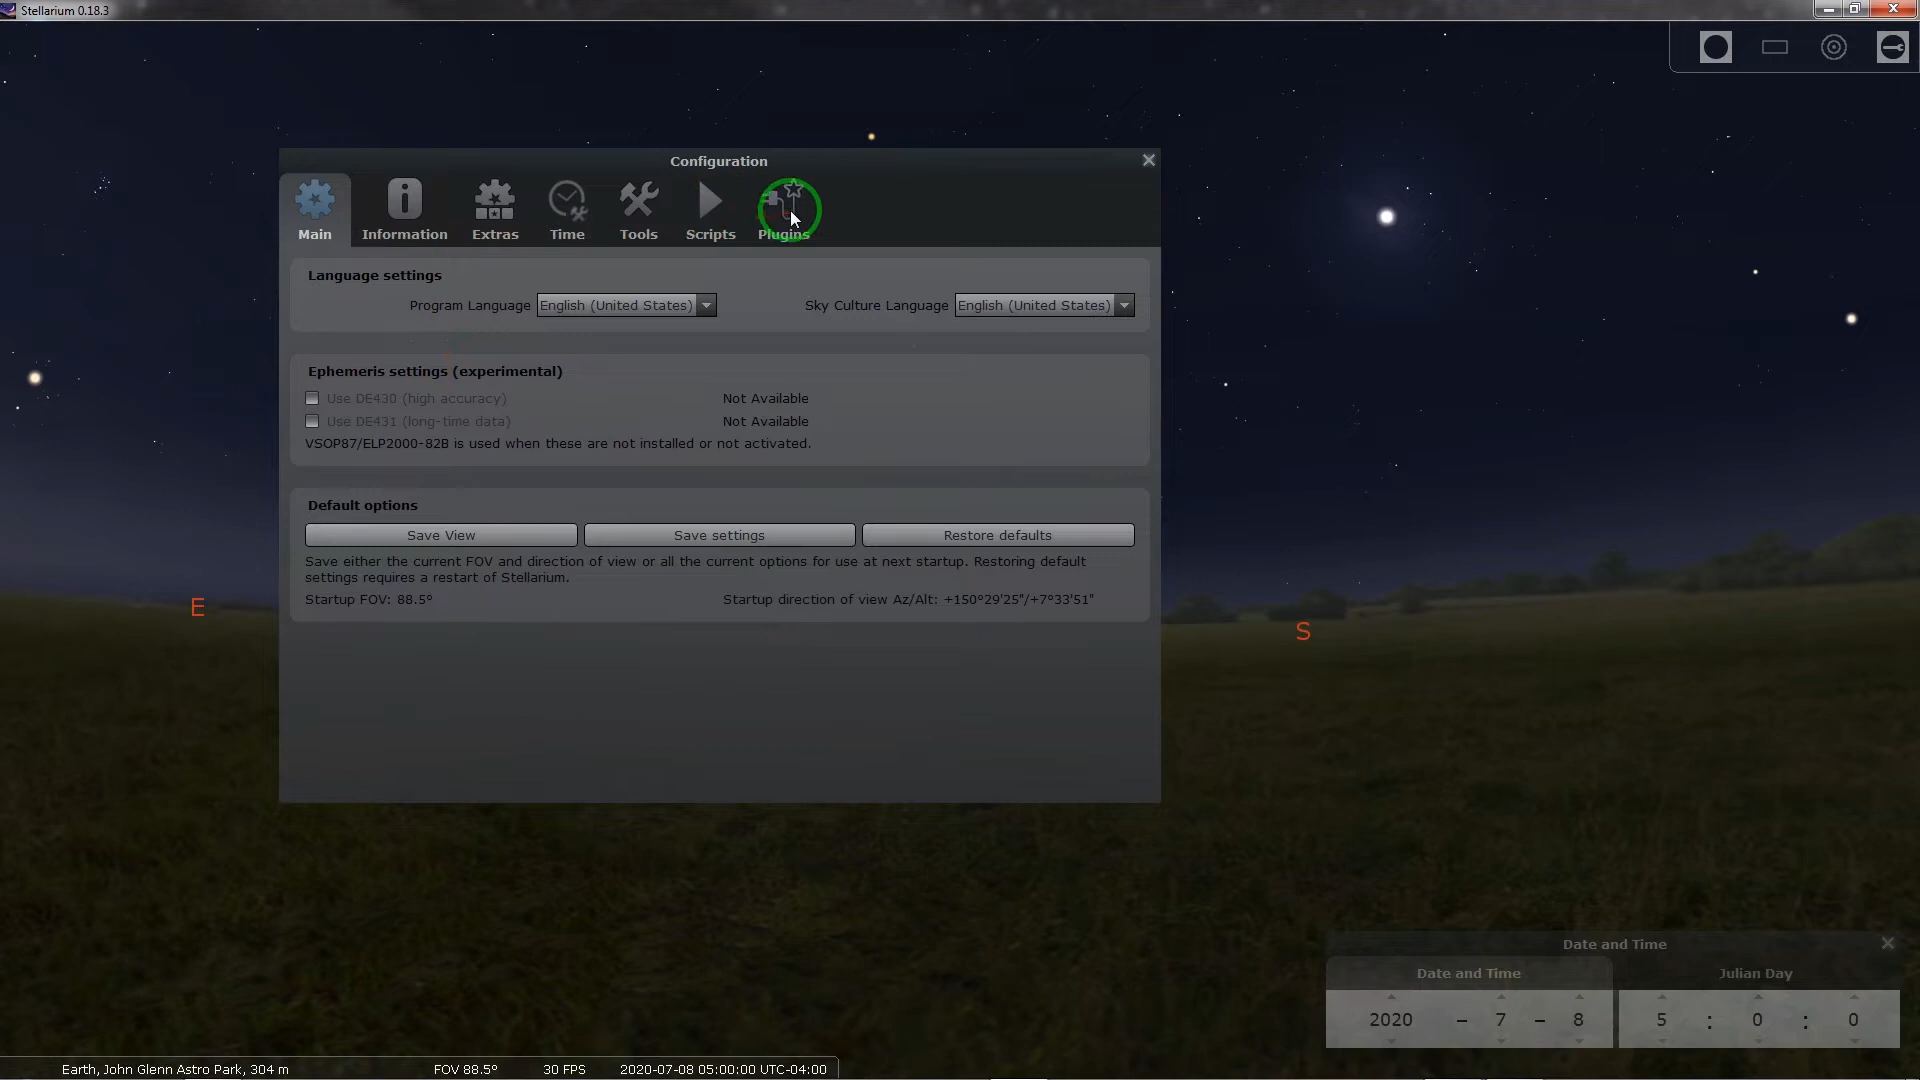 Stellarium 0.18.3
Configuration
Main
Information
Extras
Time
Tools
Scripts
Plugins
Language settings
Program Language English (United States)
Sky Culture Language English (United States)
Ephemeris settings (experimental)
Use DE430 (high accuracy) Not Available
Use DE431 (long-time data) Not Available
VSOP87/ELP2000-82B is used when these are not installed or not activated.
Default options
Save View
Save settings
Restore defaults
Save either the current FOV and direction of view or all the current options for use at next startup. Restoring default
settings requires a restart of Stellarium.
Startup FOV: 88.5° Startup direction of view Az/Alt: +150°29'25"/+7°33'51"
E
S
Date and Time
Date and Time
Julian Day
2020 – 7 – 8
5 : 0 : 0
Earth, John Glenn Astro Park, 304 m FOV 88.5° 30 FPS 2020-07-08 05:00:00 UTC-04:00